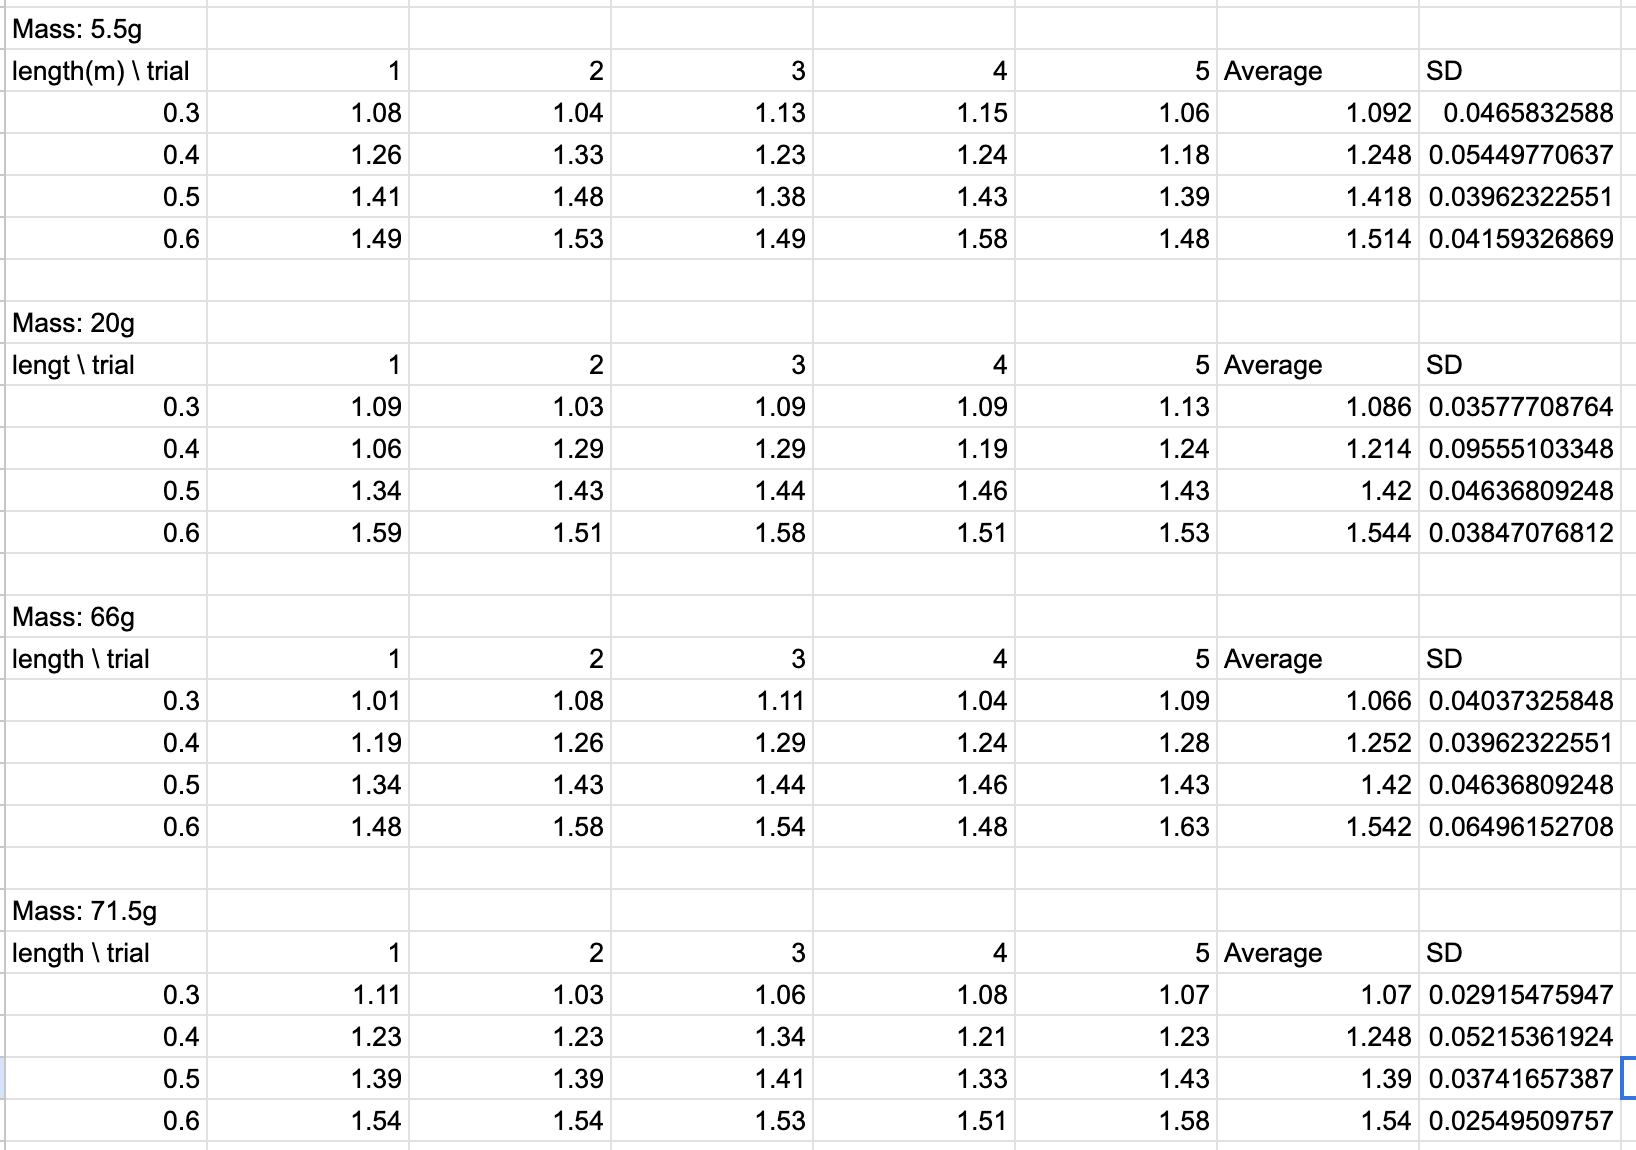 Mass: 5.5g
length(m) \ trial 1 2 3 4 5 Average SD
0.3 1.08 1.04 1.13 1.15 1.06 1.092 0.0465832588
0.4 1.26 1.33 1.23 1.24 1.18 1.248 0.05449770637
0.5 1.41 1.48 1.38 1.43 1.39 1.418 0.03962322551
0.6 1.49 1.53 1.49 1.58 1.48 1.514 0.04159326869
Mass: 20g
lengt \ trial 1 2 3 4 5 Average SD
0.3 1.09 1.03 1.09 1.09 1.13 1.086 0.03577708764
0.4 1.06 1.29 1.29 1.19 1.24 1.214 0.09555103348
0.5 1.34 1.43 1.44 1.46 1.43 1.42 0.04636809248
0.6 1.59 1.51 1.58 1.51 1.53 1.544 0.03847076812
Mass: 66g
length \ trial 1 2 3 4 5 Average SD
0.3 1.01 1.08 1.11 1.04 1.09 1.066 0.04037325848
0.4 1.19 1.26 1.29 1.24 1.28 1.252 0.03962322551
0.5 1.34 1.43 1.44 1.46 1.43 1.42 0.04636809248
0.6 1.48 1.58 1.54 1.48 1.63 1.542 0.06496152708
Mass: 71.5g
length \ trial 1 2 3 4 5 Average SD
0.3 1.11 1.03 1.06 1.08 1.07 1.07 0.02915475947
0.4 1.23 1.23 1.34 1.21 1.23 1.248 0.05215361924
0.5 1.39 1.39 1.41 1.33 1.43 1.39 0.03741657387
0.6 1.54 1.54 1.53 1.51 1.58 1.54 0.02549509757